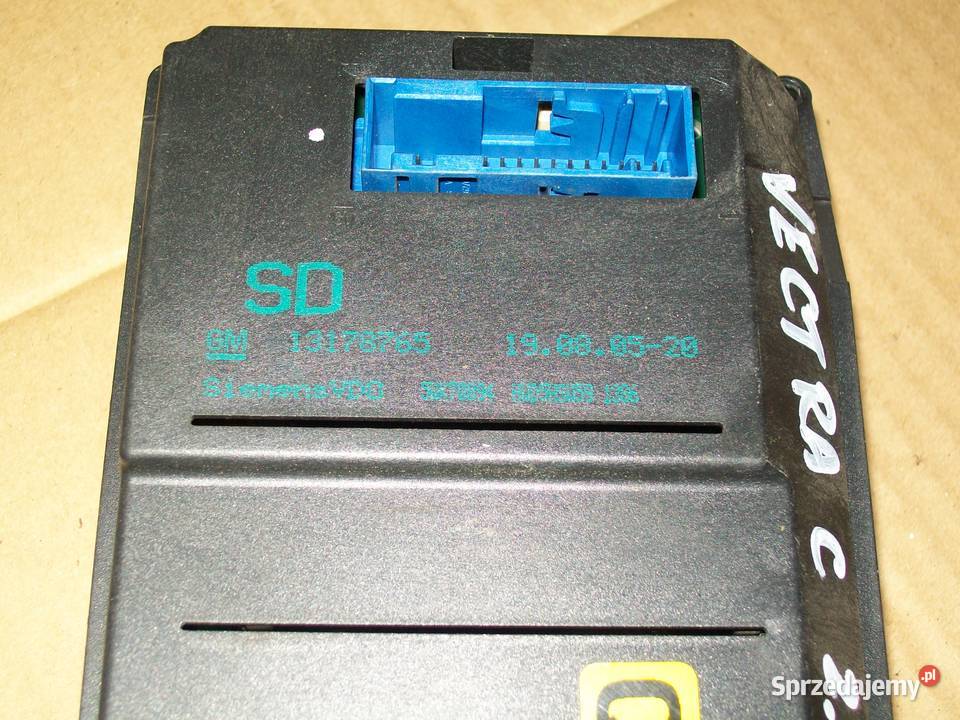 SD
GM 13178765 19.08.05-20
SiemensVDO
VECTRA C
Sprzedajemy.pl